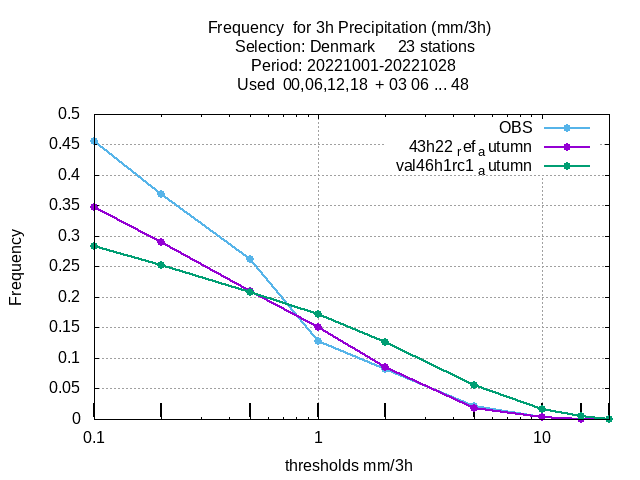 Frequency  for 3h Precipitation (mm/3h)
Selection: Denmark     23 stations
Period: 20221001-20221028
Used  00,06,12,18  + 03 06 ... 48
OBS
43h22 ref a utumn
val46h1rc1 a utumn
0.5
0.45
0.4
0.35
0.3
0.25
0.2
0.15
0.1
0.05
0
Frequency
0.1 1 10
thresholds mm/3h